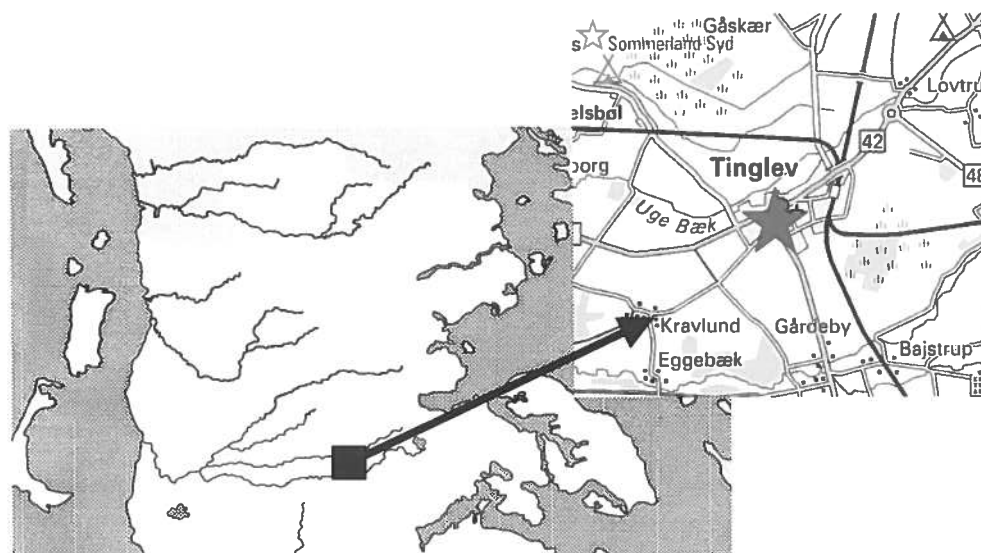 Gåskær
s
Sommerland Syd
Lovtru
elsbøl
42
Tinglev
borg
48
Uge Bæk
Kravlund
Gårdeby
Eggebæk
Bajstrup